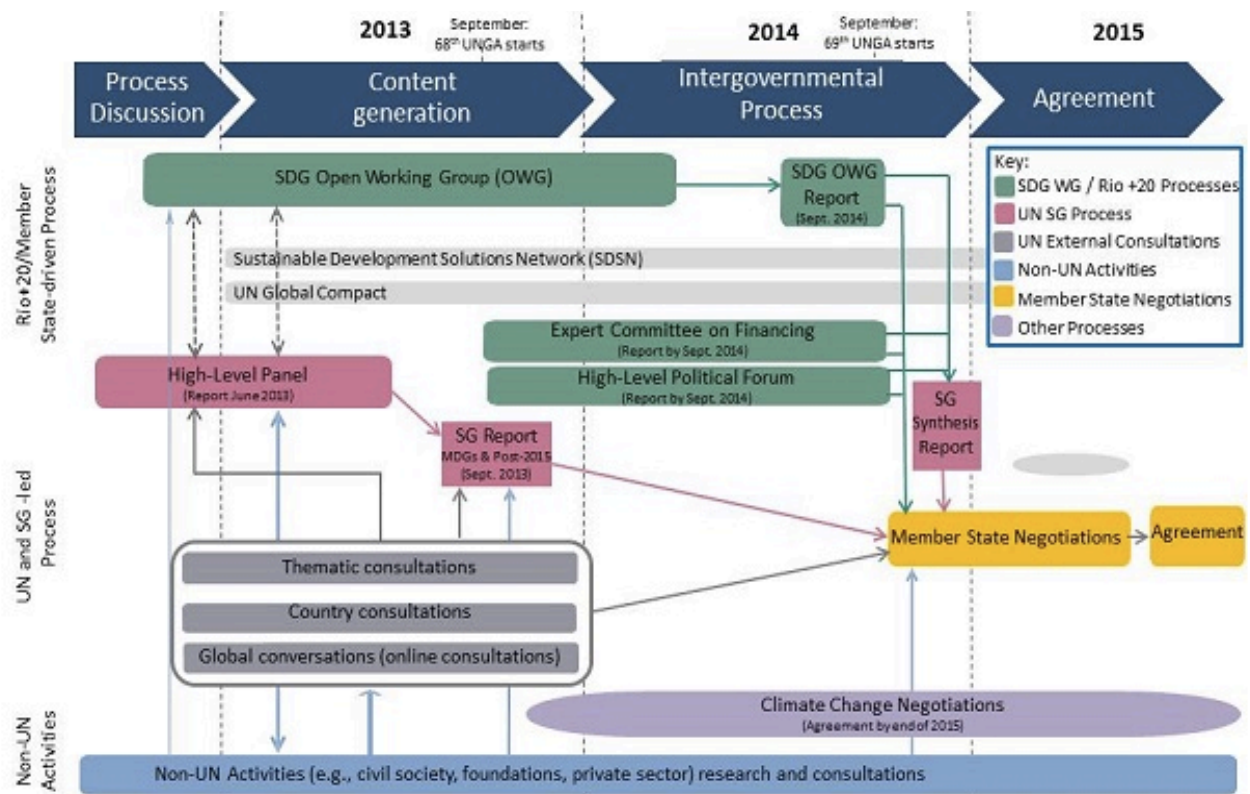 2013
September:
68th UNGA starts
2014
September:
69th UNGA starts
2015
Process
Discussion
Content
generation
Intergovernmental
Process
Agreement
Rio+20/Member
State-driven Process
SDG Open Working Group (OWG)
SDG OWG
Report
(Sept. 2014)
Key:
SDG WG / Rio +20 Processes
UN SG Process
UN External Consultations
Non-UN Activities
Member State Negotiations
Other Processes
Sustainable Development Solutions Network (SDSN)
UN Global Compact
Expert Committee on Financing
(Report by Sept. 2014)
High-Level Political Forum
(Report by Sept. 2014)
High-Level Panel
(Report June 2013)
SG
Synthesis
Report
UN and SG -led
Process
SG Report
MDGs & Post-2015
(Sept. 2013)
Member State Negotiations
Agreement
Thematic consultations
Country consultations
Global conversations (online consultations)
Non-UN
Activities
Climate Change Negotiations
(Agreement by end of 2015)
Non-UN Activities (e.g., civil society, foundations, private sector) research and consultations